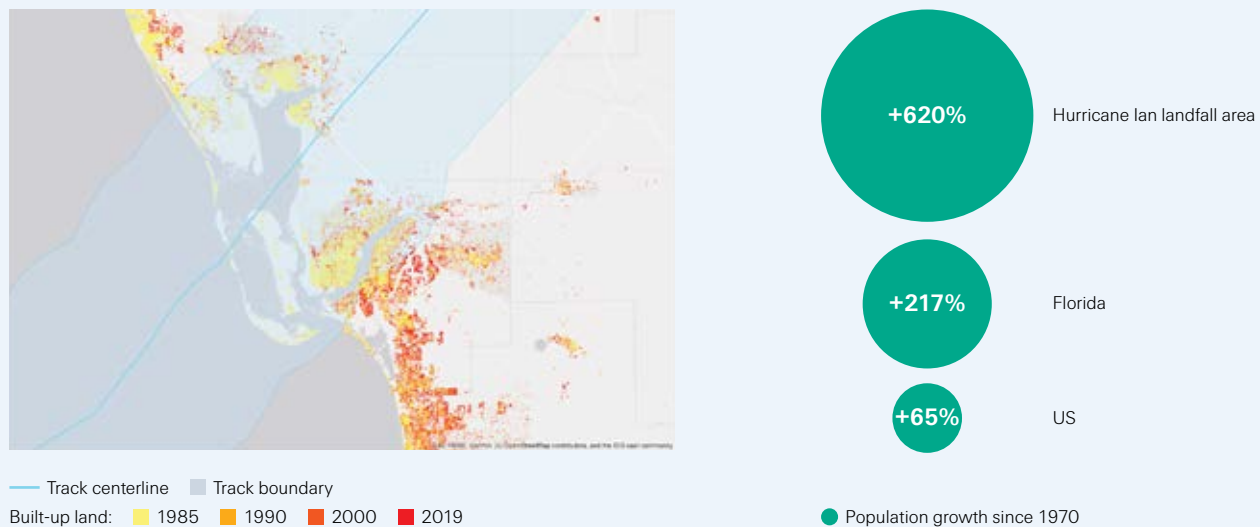 +620%
Hurricane Ian landfall area
+217%
Florida
+65%
US
Track centerline
Track boundary
Built-up land:
1985
1990
2000
2019
Population growth since 1970